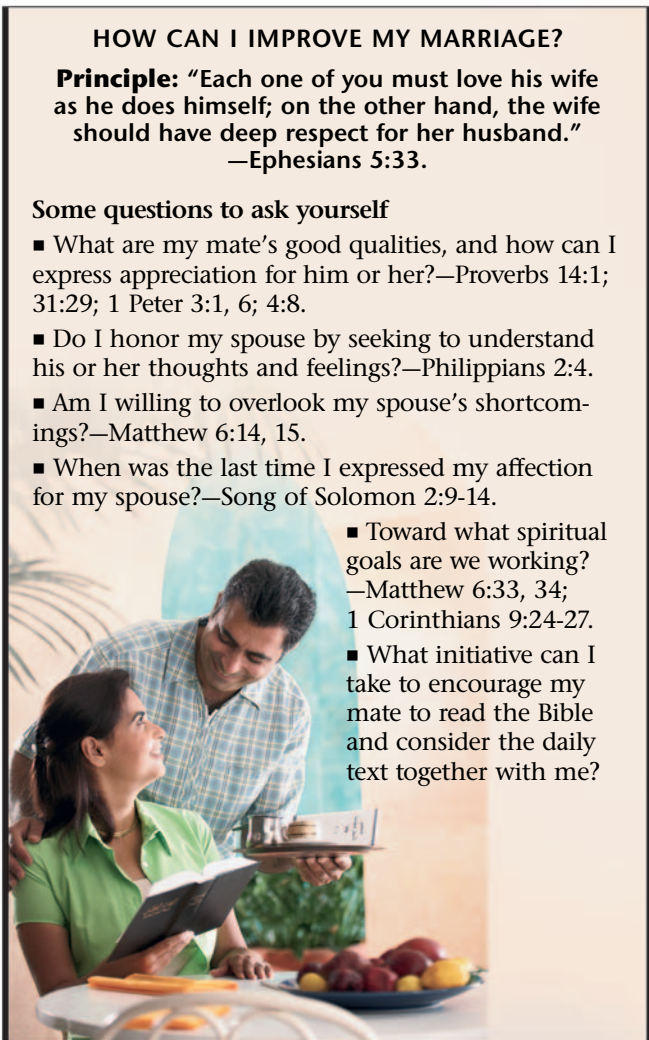 HOW CAN I IMPROVE MY MARRIAGE?
Principle: “Each one of you must love his wife
as he does himself; on the other hand, the wife
should have deep respect for her husband.”
—Ephesians 5:33.
Some questions to ask yourself
■ What are my mate’s good qualities, and how can I
express appreciation for him or her?—Proverbs 14:1;
31:29; 1 Peter 3:1, 6; 4:8.
■ Do I honor my spouse by seeking to understand
his or her thoughts and feelings?—Philippians 2:4.
■ Am I willing to overlook my spouse’s shortcom-
ings?—Matthew 6:14, 15.
■ When was the last time I expressed my affection
for my spouse?—Song of Solomon 2:9-14.
■ Toward what spiritual
goals are we working?
—Matthew 6:33, 34;
1 Corinthians 9:24-27.
■ What initiative can I
take to encourage my
mate to read the Bible
and consider the daily
text together with me?